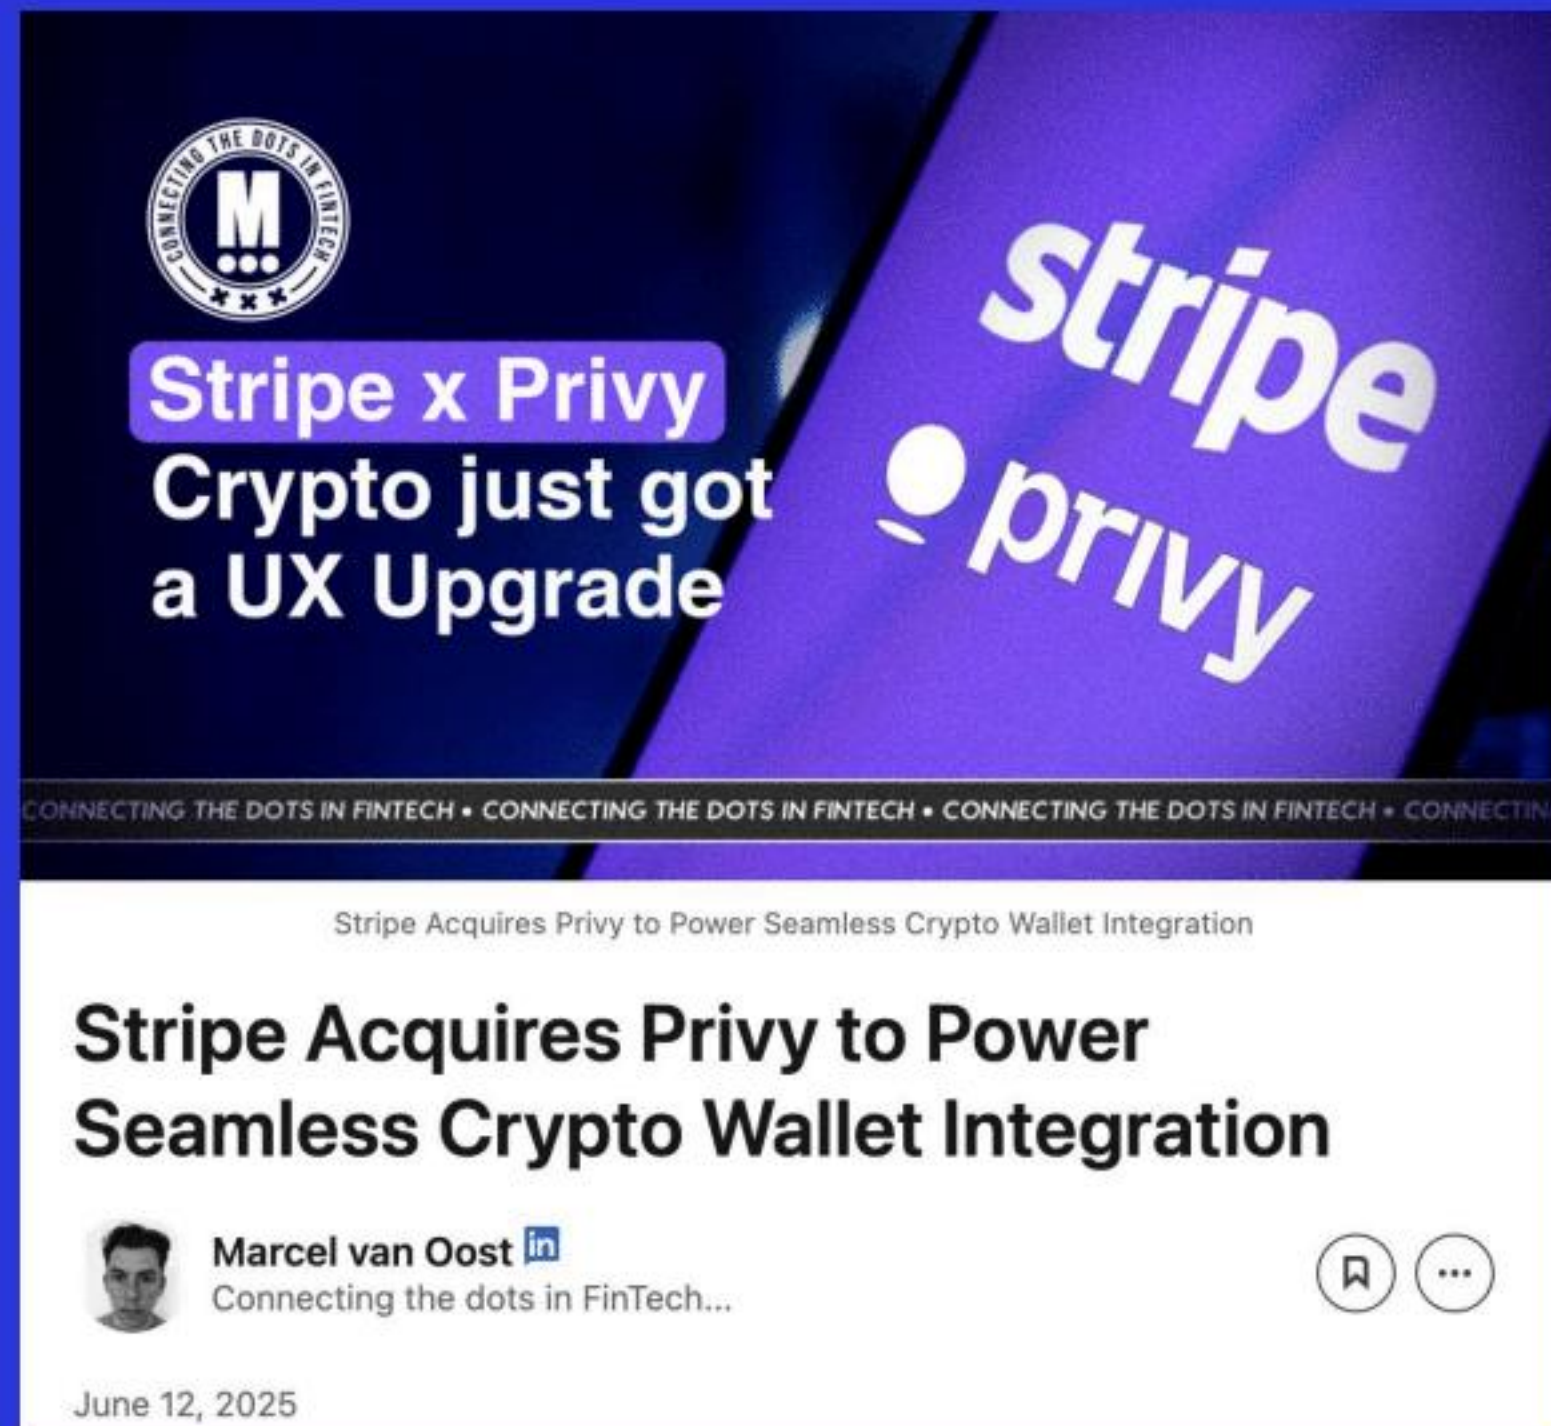 CONNECTING THE DOTS IN FINTECH
M
XXX
Stripe x Privy
Crypto just got
a UX Upgrade
stripe
privy
CONNECTING THE DOTS IN FINTECH • CONNECTING THE DOTS IN FINTECH • CONNECTING THE DOTS IN FINTECH • CONNECTIN
Stripe Acquires Privy to Power Seamless Crypto Wallet Integration
Stripe Acquires Privy to Power
Seamless Crypto Wallet Integration
Marcel van Oost in
Connecting the dots in FinTech...
June 12, 2025